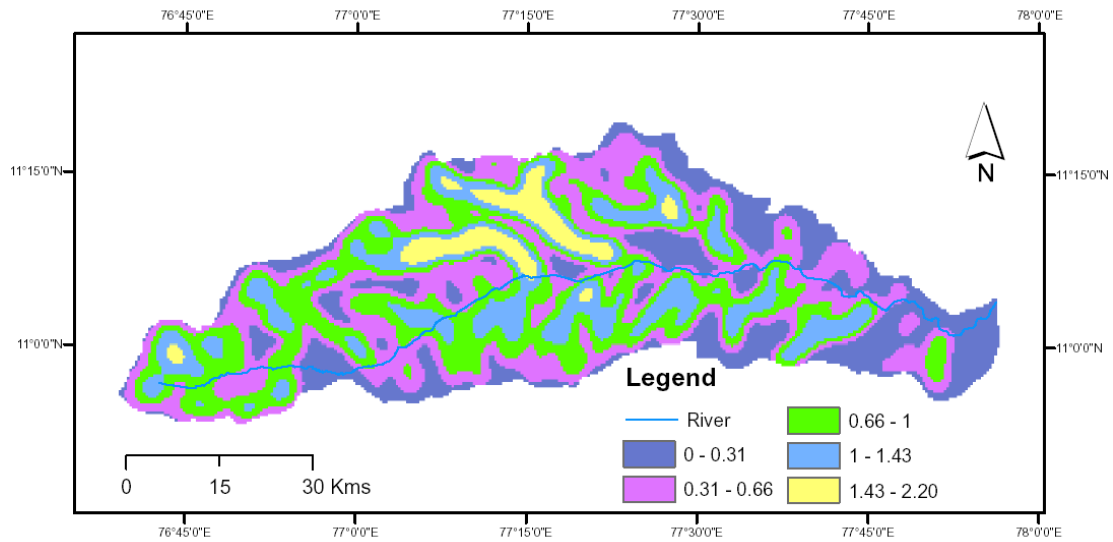 76°45'0"E 77°0'0"E 77°15'0"E 77°30'0"E 77°45'0"E 78°0'0"E
11°15'0"N 11°15'0"N
N
11°0'0"N 11°0'0"N
Legend
River 0.66 - 1
0 - 0.31 1 - 1.43
0.31 - 0.66 1.43 - 2.20
0 15 30 Kms
76°45'0"E 77°0'0"E 77°15'0"E 77°30'0"E 77°45'0"E 78°0'0"E